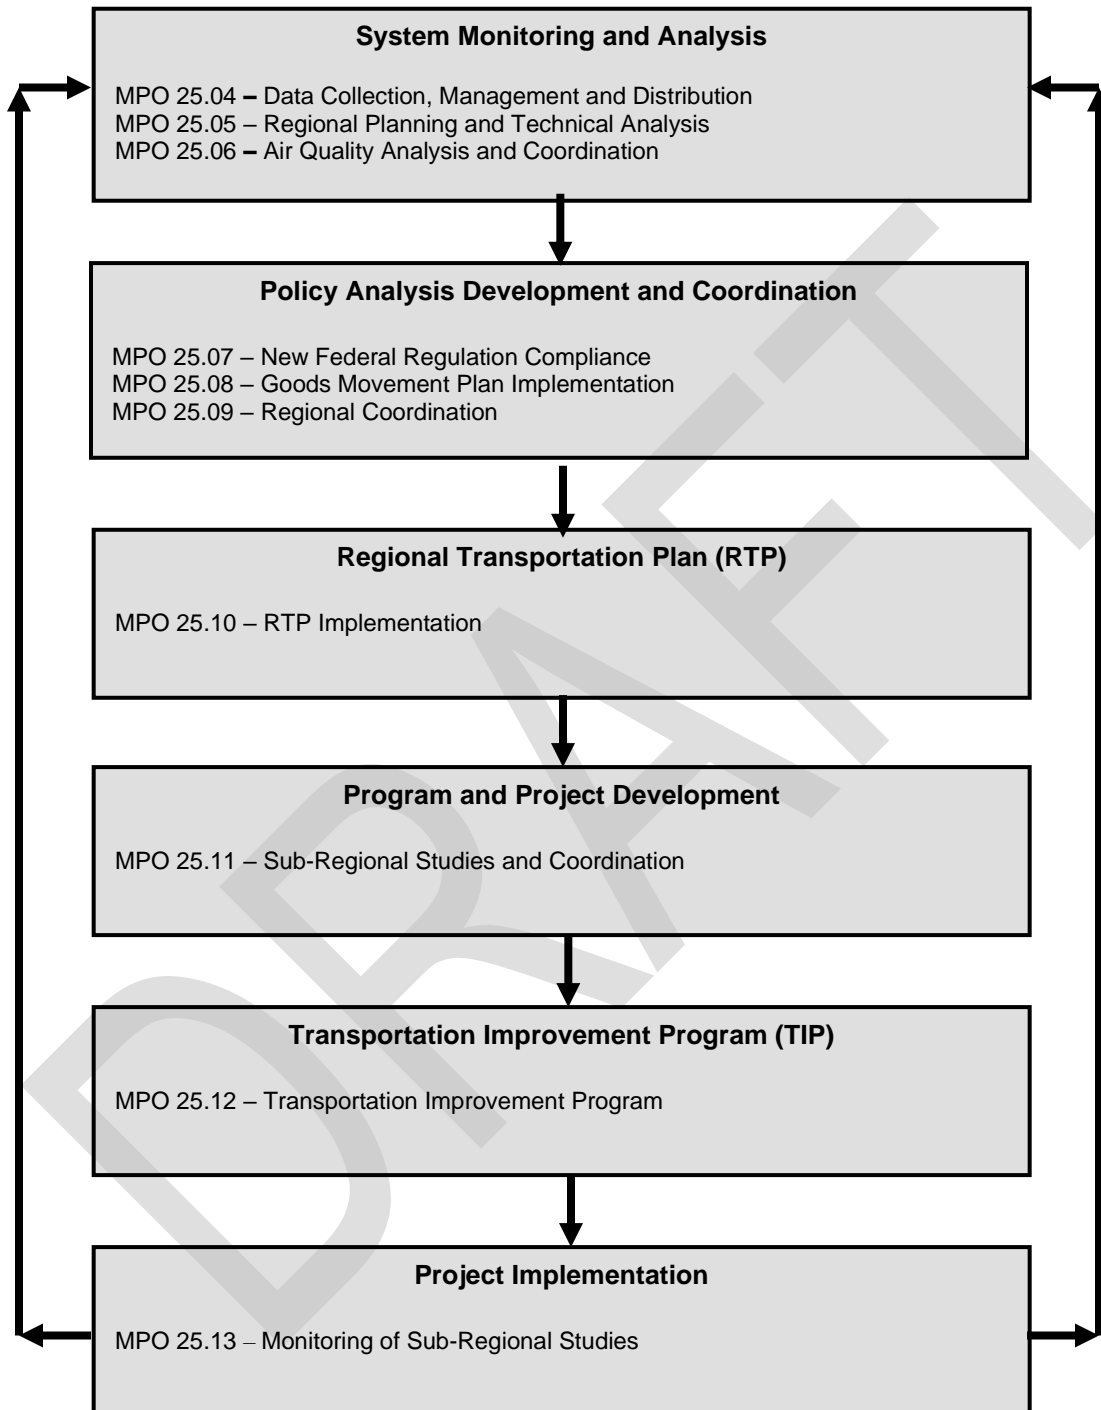 System Monitoring and Analysis
MPO 25.04 – Data Collection, Management and Distribution
MPO 25.05 – Regional Planning and Technical Analysis
MPO 25.06 – Air Quality Analysis and Coordination
Policy Analysis Development and Coordination
MPO 25.07 – New Federal Regulation Compliance
MPO 25.08 – Goods Movement Plan Implementation
MPO 25.09 – Regional Coordination
Regional Transportation Plan (RTP)
MPO 25.10 – RTP Implementation
Program and Project Development
MPO 25.11 – Sub-Regional Studies and Coordination
Transportation Improvement Program (TIP)
MPO 25.12 – Transportation Improvement Program
Project Implementation
MPO 25.13 – Monitoring of Sub-Regional Studies
DRAFT